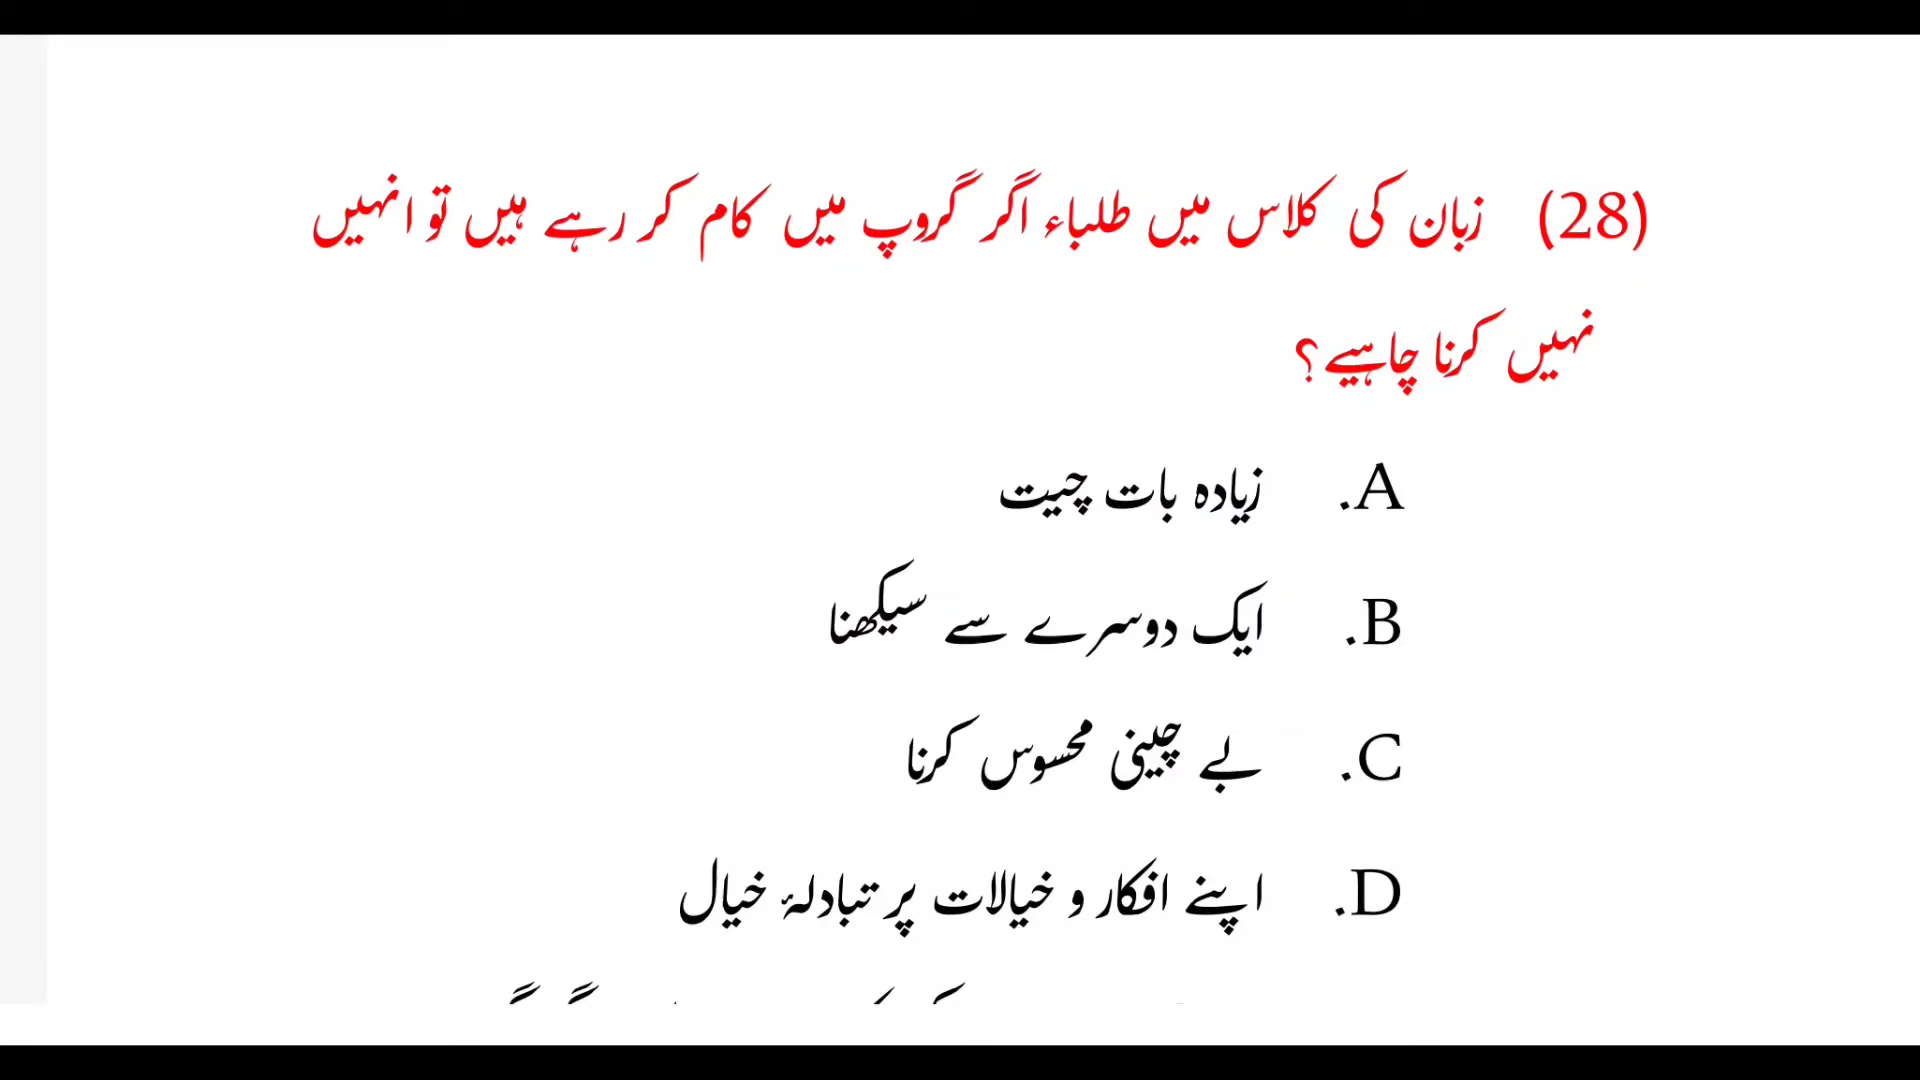 (28) زبان کی کلاس میں طلباء اگر گروپ میں کام کر رہے ہیں تو انہیں
نہیں کرنا چاہیے؟
A. زیادہ بات چیت
B. ایک دوسرے سے سیکھنا
C. بے چینی محسوس کرنا
D. اپنے افکار و خیالات پر تبادلۂ خیال